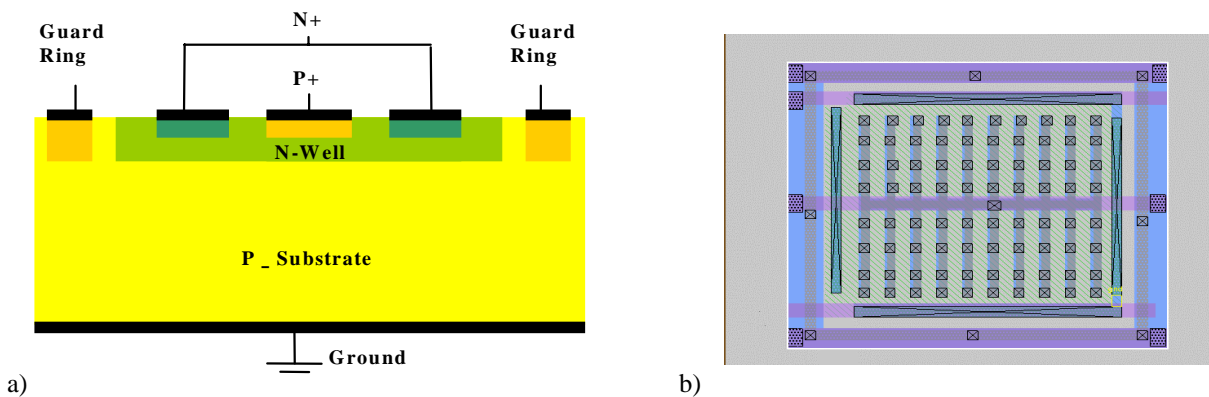 N+
Guard
Ring
Guard
Ring
P+
N-Well
P _ Substrate
Ground
a)
b)